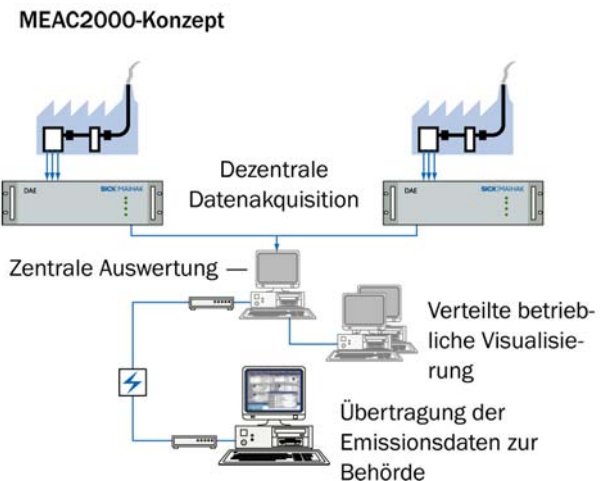 MEAC2000-Konzept
DAE SICK MAIHAK
Dezentrale
Datenakquisition
DAE SICK MAIHAK
Zentrale Auswertung
Verteilte betrieb-
liche Visualisie-
rung
Übertragung der
Emissionsdaten zur
Behörde